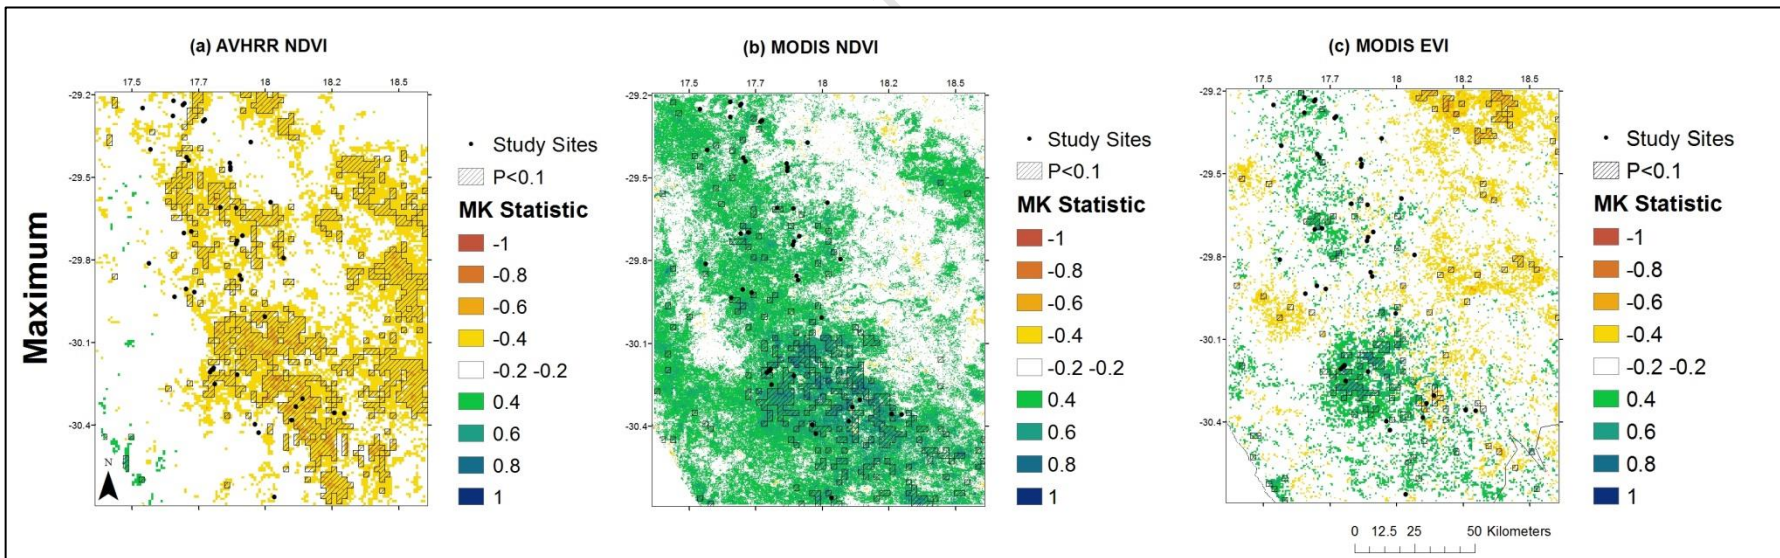 Maximum
(a) AVHRR NDVI
17.5 17.7 18 18.2 18.5
-29.2
-29.5
-29.8
-30.1
-30.4
N
Study Sites
P<0.1
MK Statistic
-1
-0.8
-0.6
-0.4
-0.2 -0.2
0.4
0.6
0.8
1
(b) MODIS NDVI
17.5 17.7 18 18.25 18.5
-29.2
-29.5
-29.8
-30.1
-30.4
Study Sites
P<0.1
MK Statistic
-1
-0.8
-0.6
-0.4
-0.2 -0.2
0.4
0.6
0.8
1
(c) MODIS EVI
17.5 17.7 18 18.2 18.5
-29.2
-29.5
-29.8
-30.1
-30.4
Study Sites
P<0.1
MK Statistic
-1
-0.8
-0.6
-0.4
-0.2 -0.2
0.4
0.6
0.8
1
0 12.5 25 50 Kilometers